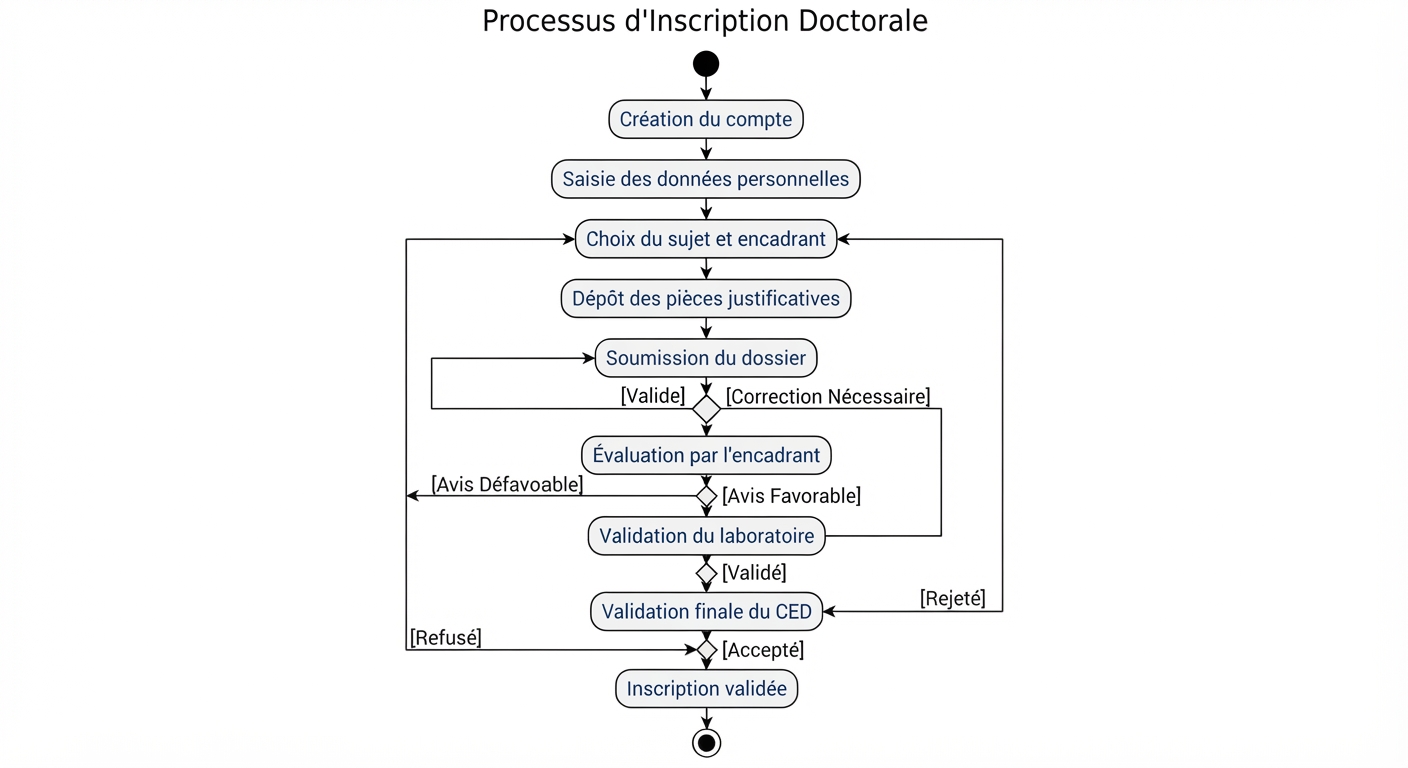 Processus d'Inscription Doctorale
Création du compte
Saisie des données personnelles
Choix du sujet et encadrant
Dépôt des pièces justificatives
Soumission du dossier
[Valide]
[Correction Nécessaire]
Évaluation par l'encadrant
[Avis Défavoable]
[Avis Favorable]
Validation du laboratoire
[Validé]
[Rejeté]
Validation finale du CED
[Refusé]
[Accepté]
Inscription validée